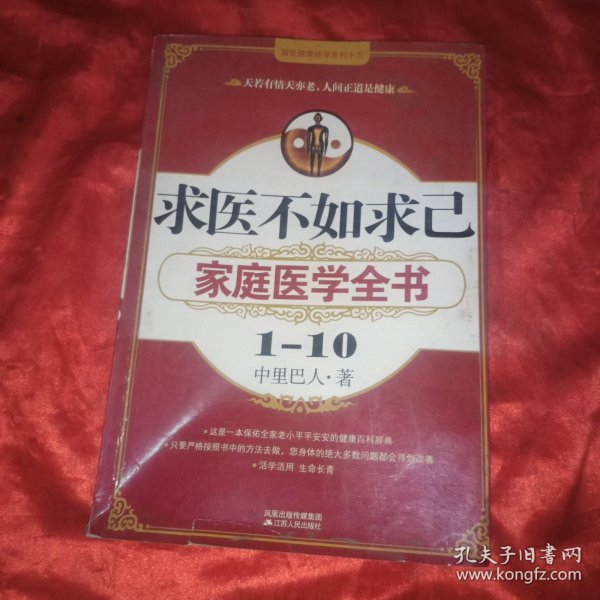 国医健康绝学系列十三
天若有情天亦老，人间正道是健康
求医不如求己
家庭医学全书
1-10
中里巴人·著
·这是一本保佑全家老小平平安安的健康百科辞典
·只要严格按照书中的方法去做，您身体的绝大多数问题都会得到改善
·活学活用 生命长青
凤凰出版传媒集团
江苏人民出版社
孔夫子旧书网
www.kongfz.com